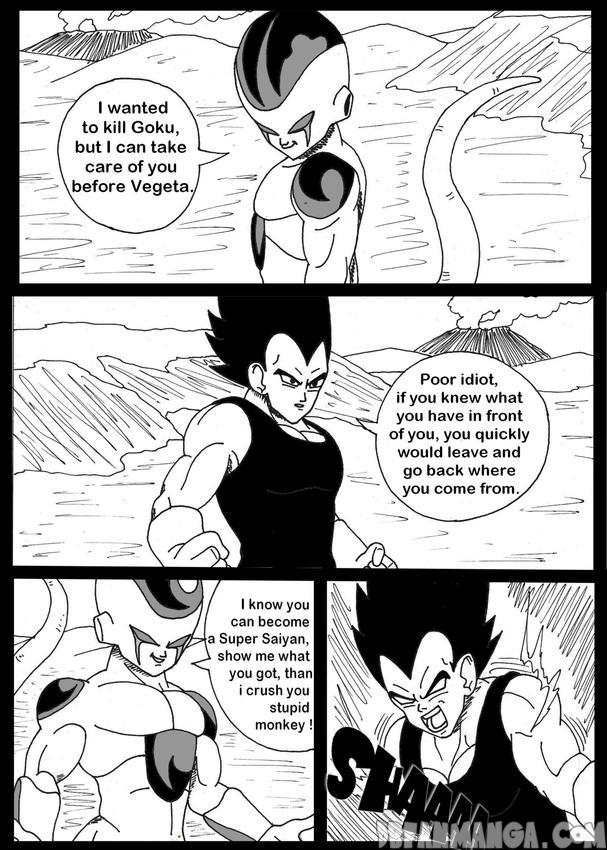 I wanted
to kill Goku,
but I can take
care of you
before Vegeta.
Poor idiot,
if you knew what
you have in front
of you, you quickly
would leave and
go back where
you come from.
I know you
can become
a Super Saiyan,
show me what
you got, than
i crush you
stupid
monkey !
SHAAAA
DBFANMANGA.COM